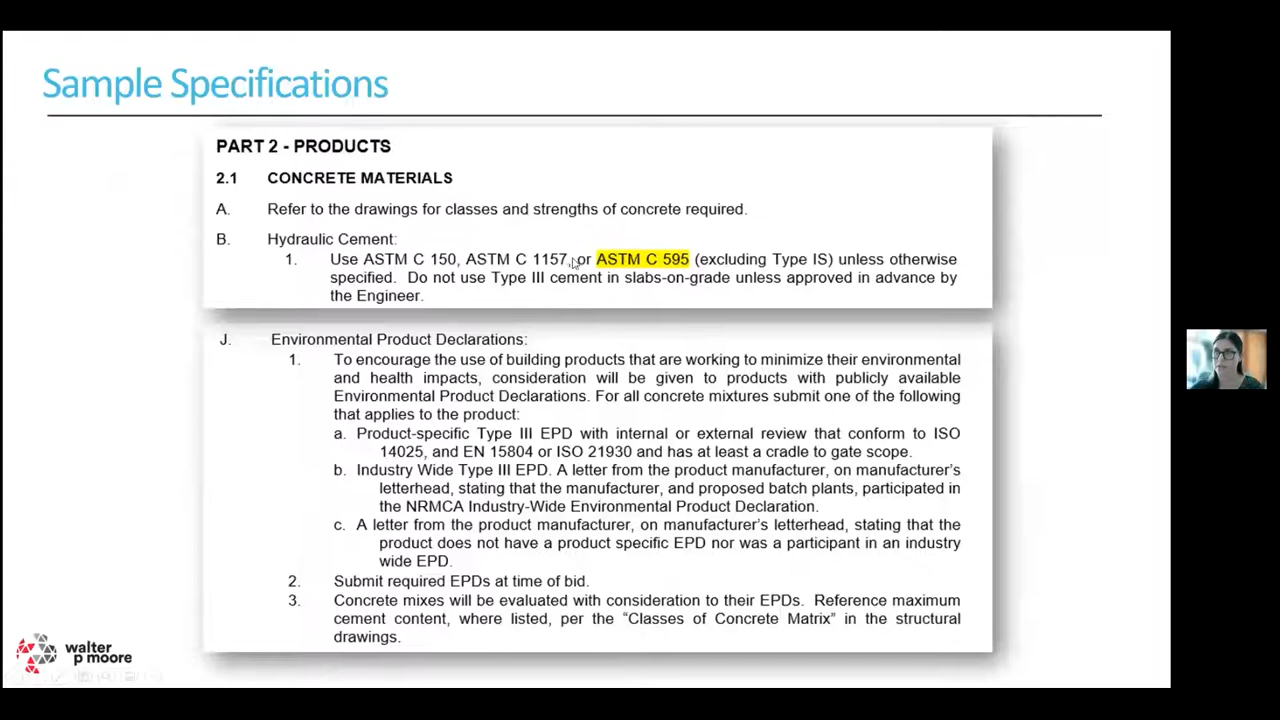 Sample Specifications
PART 2 - PRODUCTS
2.1 CONCRETE MATERIALS
A. Refer to the drawings for classes and strengths of concrete required.
B. Hydraulic Cement:
1. Use ASTM C 150, ASTM C 1157, or ASTM C 595 (excluding Type IS) unless otherwise
specified. Do not use Type III cement in slabs-on-grade unless approved in advance by
the Engineer.
J. Environmental Product Declarations:
1. To encourage the use of building products that are working to minimize their environmental
and health impacts, consideration will be given to products with publicly available
Environmental Product Declarations. For all concrete mixtures submit one of the following
that applies to the product:
a. Product-specific Type III EPD with internal or external review that conform to ISO
14025, and EN 15804 or ISO 21930 and has at least a cradle to gate scope.
b. Industry Wide Type III EPD. A letter from the product manufacturer, on manufacturer's
letterhead, stating that the manufacturer, and proposed batch plants, participated in
the NRMCA Industry-Wide Environmental Product Declaration.
c. A letter from the product manufacturer, on manufacturer's letterhead, stating that the
product does not have a product specific EPD nor was a participant in an industry
wide EPD.
2. Submit required EPDs at time of bid.
3. Concrete mixes will be evaluated with consideration to their EPDs. Reference maximum
cement content, where listed, per the “Classes of Concrete Matrix” in the structural
drawings.
walter
p moore